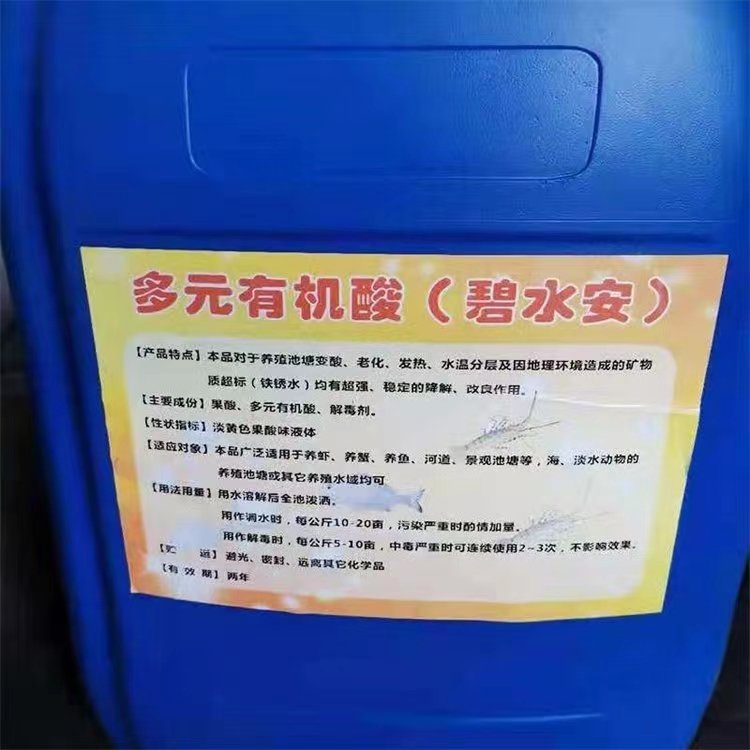 多元有机酸（碧水安）
【产品特点】本品对于养殖池塘变酸、老化、发热、水温分层及因地理环境造成的矿物
质超标（铁锈水）均有超强、稳定的降解、改良作用。
【主要成份】果酸、多元有机酸、解毒剂。
【性状指标】淡黄色果酸味液体
【适应对象】本品广泛适用于养虾、养蟹、养鱼、河道、景观池塘等，海、淡水动物的
养殖池塘或其它养殖水域均可
【用法用量】用水溶解后全池泼洒。
用作调水时，每公斤10-20亩，污染严重时酌情加量。
用作解毒时，每公斤5-10亩，中毒严重时可连续使用2~3次，不影响效果。
【贮 运】避光、密封、远离其它化学品
【有 效 期】两年